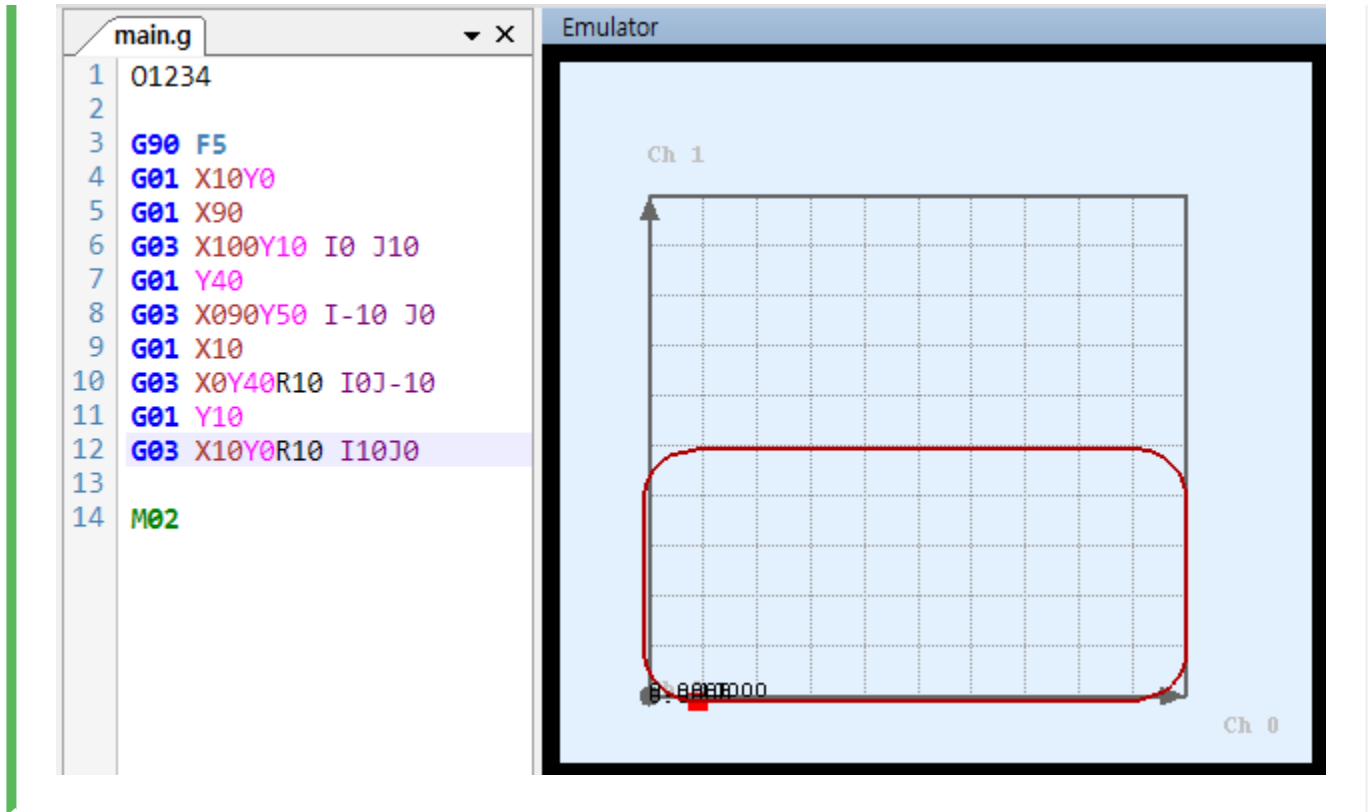 main.g
Emulator
1 O1234
2
3 G90 F5
4 G01 X10Y0
5 G01 X90
6 G03 X100Y10 I0 J10
7 G01 Y40
8 G03 X090Y50 I-10 J0
9 G01 X10
10 G03 X0Y40R10 I0J-10
11 G01 Y10
12 G03 X10Y0R10 I10J0
13
14 M02
Ch 1
Ch 0